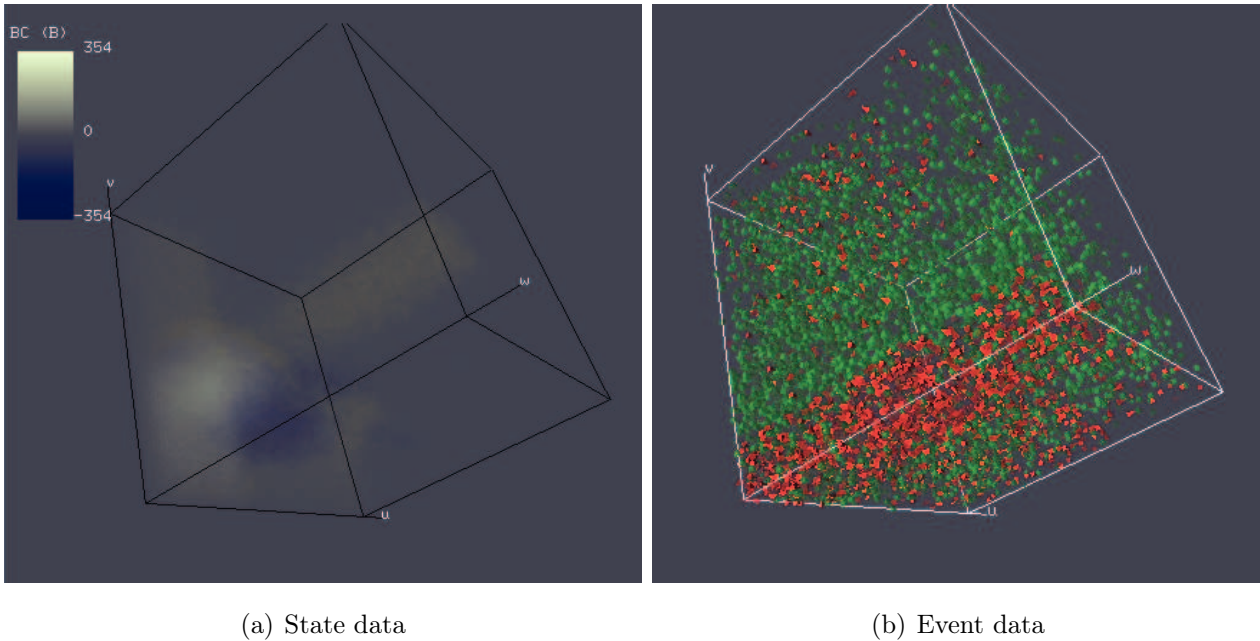 BC (B)
354
0
-354
v
w
u
v
w
u
(a) State data
(b) Event data